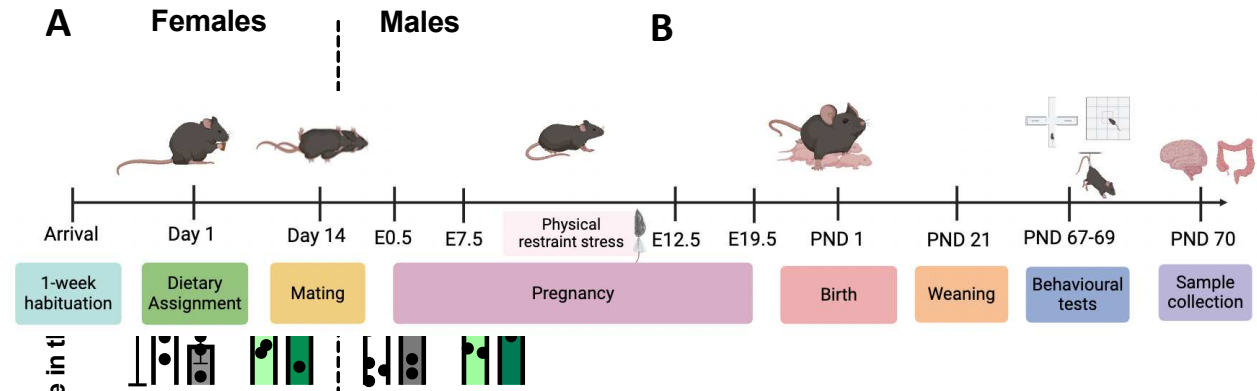 A Females Males B
Arrival Day 1 Day 14 E0.5 E7.5 Physical restraint stress E12.5 E19.5 PND 1 PND 21 PND 67-69 PND 70
1-week
habituation
Dietary
Assignment
Mating
Pregnancy
Birth
Weaning
Behavioural
tests
Sample
collection